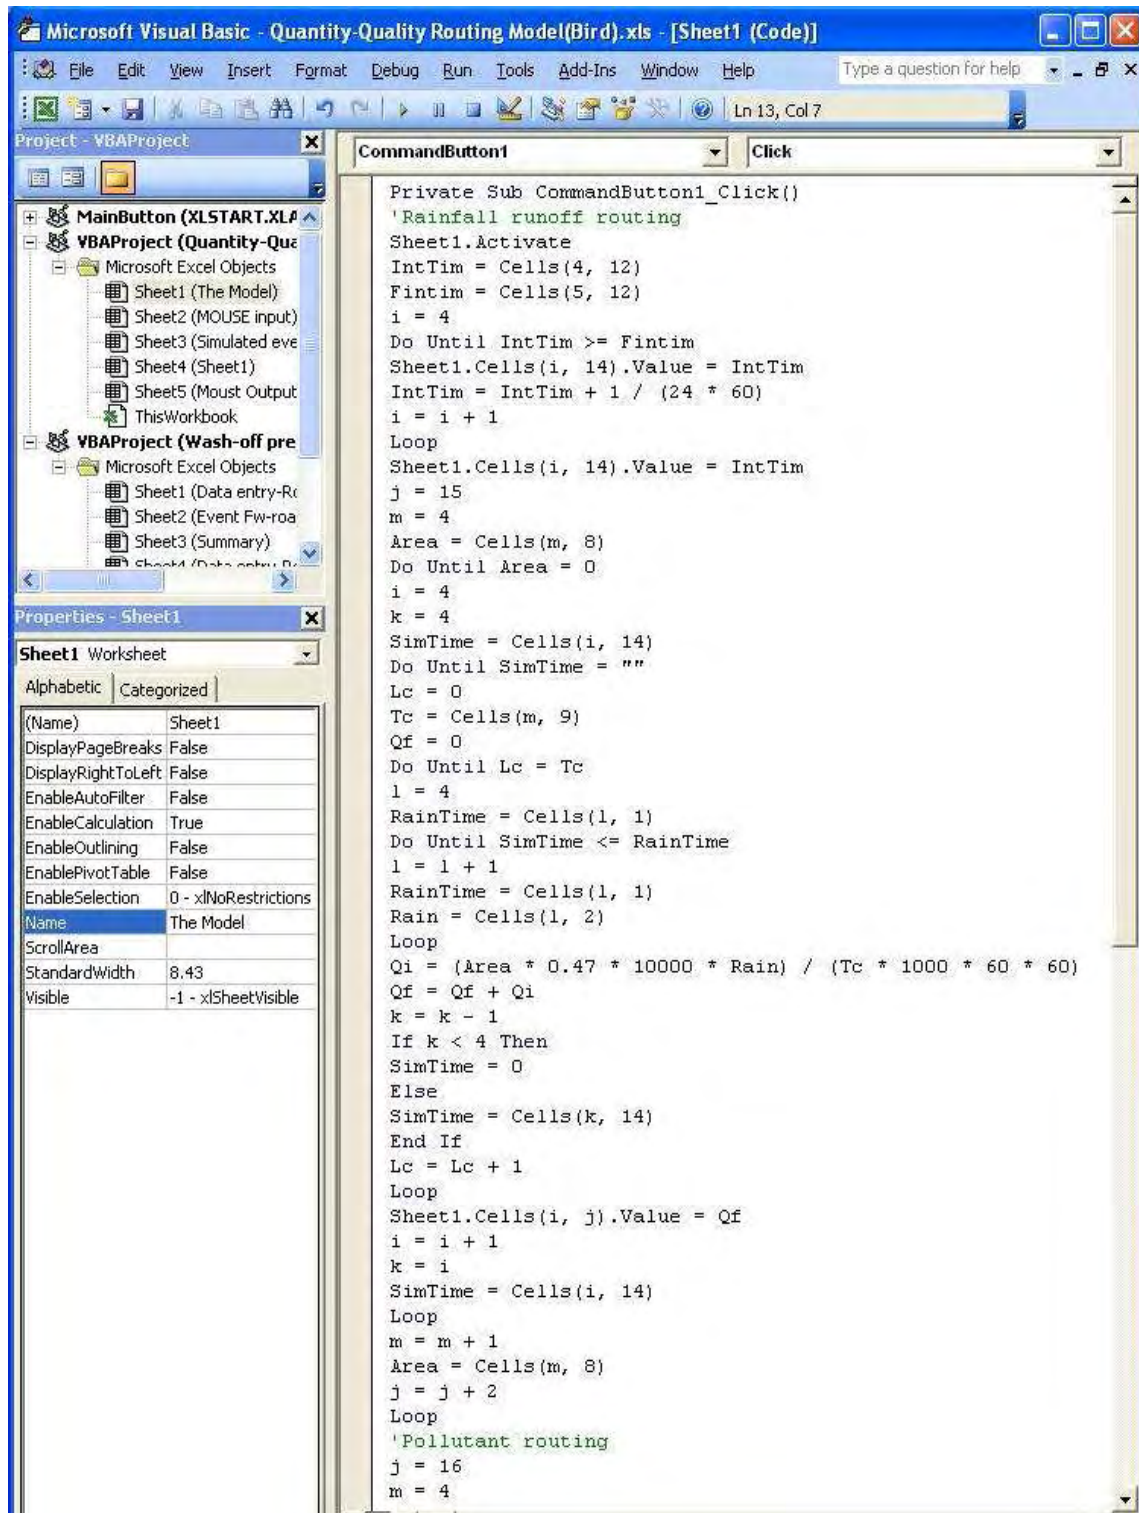 Microsoft Visual Basic - Quantity-Quality Routing Model(Bird).xls - [Sheet1 (Code)]
File Edit View Insert Format Debug Run Tools Add-Ins Window Help Type a question for help
Ln 13, Col 7
Project - VBAProject
MainButton (XLSTART.XLA
VBAProject (Quantity-Qua
Microsoft Excel Objects
Sheet1 (The Model)
Sheet2 (MOUSE input)
Sheet3 (Simulated eve
Sheet4 (Sheet1)
Sheet5 (Moust Output
ThisWorkbook
VBAProject (Wash-off pre
Microsoft Excel Objects
Sheet1 (Data entry-Ro
Sheet2 (Event Fw-roa
Sheet3 (Summary)
Properties - Sheet1
Sheet1 Worksheet
Alphabetic Categorized
(Name) Sheet1
DisplayPageBreaks False
DisplayRightToLeft False
EnableAutoFilter False
EnableCalculation True
EnableOutlining False
EnablePivotTable False
EnableSelection 0 - xlNoRestrictions
Name The Model
ScrollArea
StandardWidth 8.43
Visible -1 - xlSheetVisible
CommandButton1 Click
Private Sub CommandButton1_Click()
'Rainfall runoff routing
Sheet1.Activate
IntTim = Cells(4, 12)
Fintim = Cells(5, 12)
i = 4
Do Until IntTim >= Fintim
Sheet1.Cells(i, 14).Value = IntTim
IntTim = IntTim + 1 / (24 * 60)
i = i + 1
Loop
Sheet1.Cells(i, 14).Value = IntTim
j = 15
m = 4
Area = Cells(m, 8)
Do Until Area = 0
i = 4
k = 4
SimTime = Cells(i, 14)
Do Until SimTime = ""
Lc = 0
Tc = Cells(m, 9)
Qf = 0
Do Until Lc = Tc
l = 4
RainTime = Cells(l, 1)
Do Until SimTime <= RainTime
l = l + 1
RainTime = Cells(l, 1)
Rain = Cells(l, 2)
Loop
Qi = (Area * 0.47 * 10000 * Rain) / (Tc * 1000 * 60 * 60)
Qf = Qf + Qi
k = k - 1
If k < 4 Then
SimTime = 0
Else
SimTime = Cells(k, 14)
End If
Lc = Lc + 1
Loop
Sheet1.Cells(i, j).Value = Qf
i = i + 1
k = i
SimTime = Cells(i, 14)
Loop
m = m + 1
Area = Cells(m, 8)
j = j + 2
Loop
'Pollutant routing
j = 16
m = 4